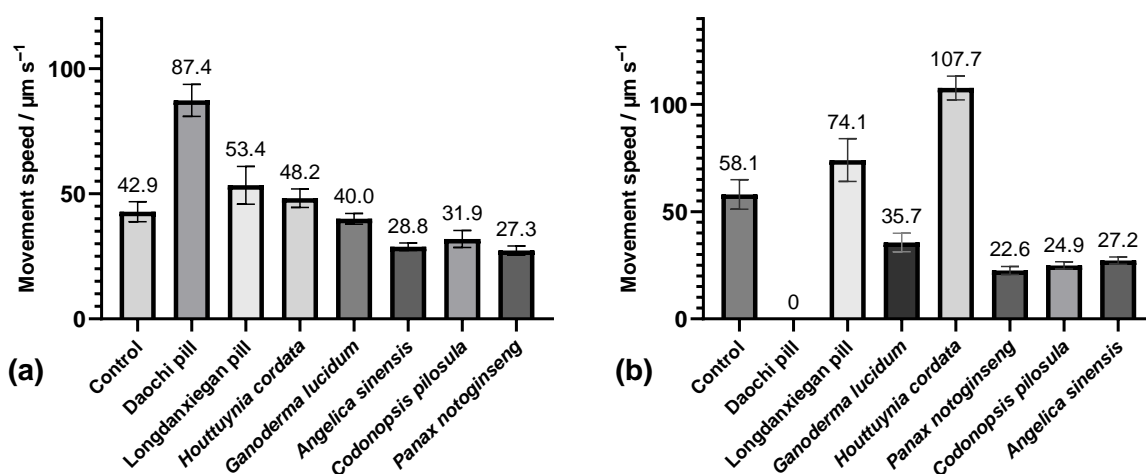 Movement speed / µm s⁻¹
100
50
0
42.9
87.4
53.4
48.2
40.0
28.8
31.9
27.3
Control
Daochi pill
Longdanxiegan pill
Houttuynia cordata
Ganoderma lucidum
Angelica sinensis
Codonopsis pilosula
Panax notoginseng
(a)
Movement speed / µm s⁻¹
100
50
0
58.1
0
74.1
35.7
107.7
22.6
24.9
27.2
Control
Daochi pill
Longdanxiegan pill
Ganoderma lucidum
Houttuynia cordata
Panax notoginseng
Codonopsis pilosula
Angelica sinensis
(b)